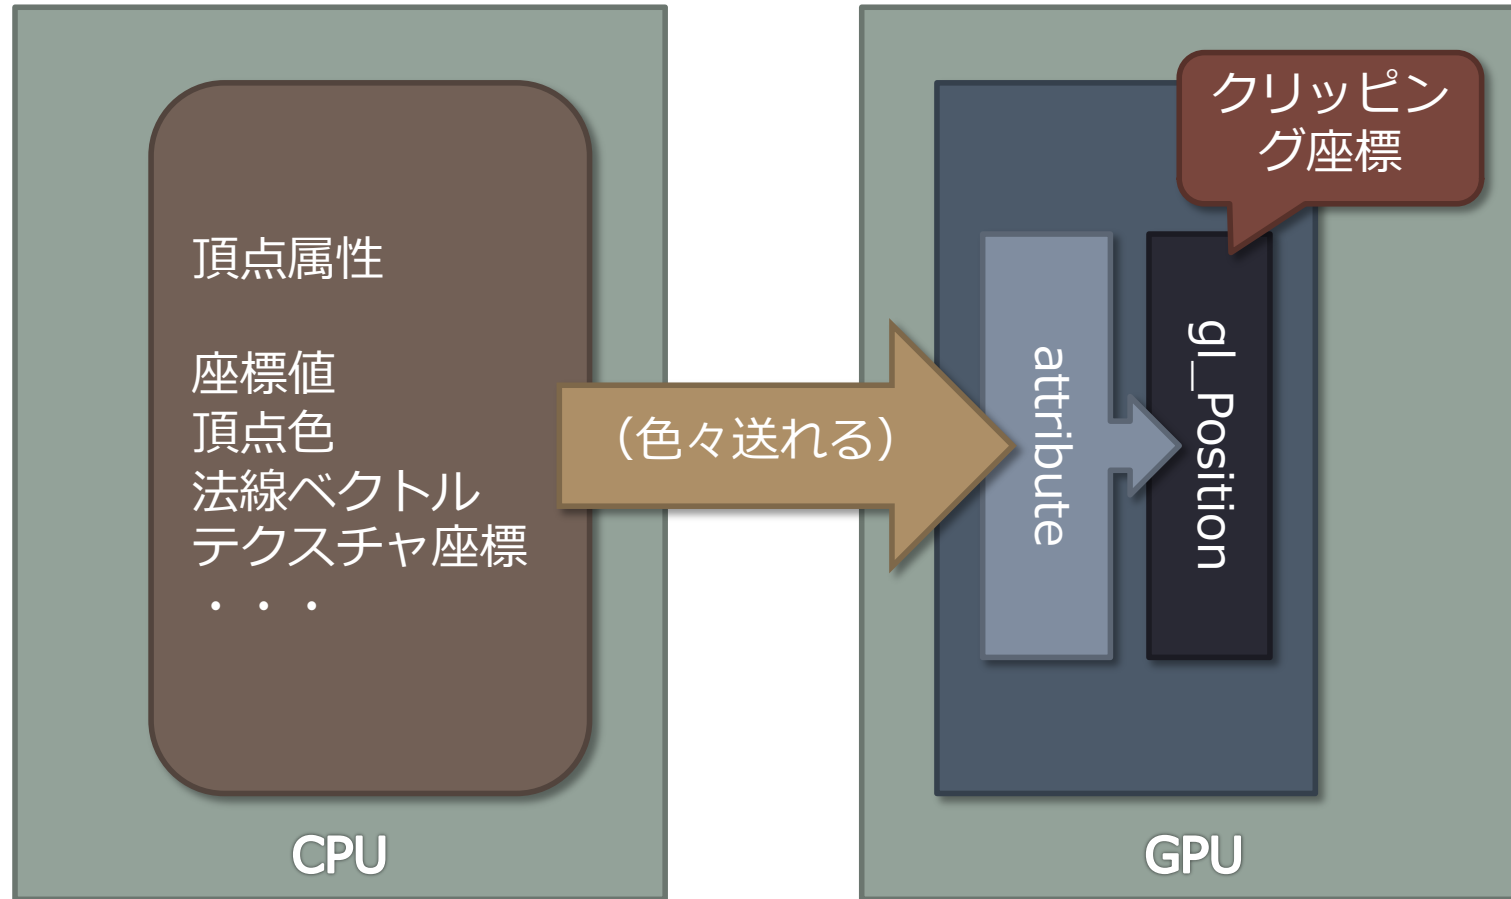 頂点属性
座標値
頂点色
法線ベクトル
テクスチャ座標
・・・
CPU
（色々送れる）
クリッピン
グ座標
attribute
gl_Position
GPU